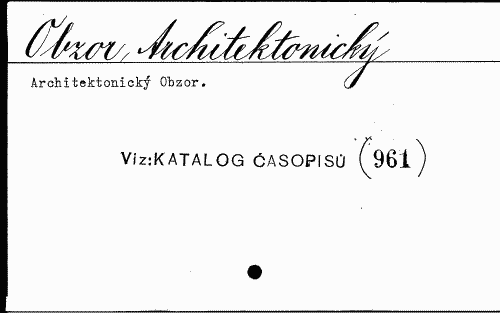 Obzor, Architektonický
Architektonický Obzor.
Viz:KATALOG ČASOPISŮ (961)